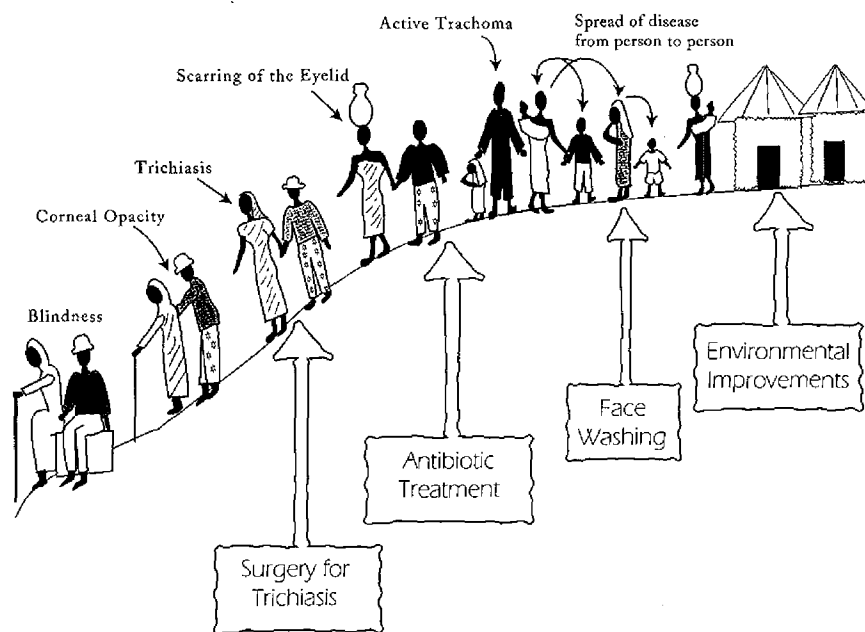 Active Trachoma
Spread of disease
from person to person
Scarring of the Eyelid
Trichiasis
Corneal Opacity
Blindness
Environmental
Improvements
Face
Washing
Antibiotic
Treatment
Surgery for
Trichiasis